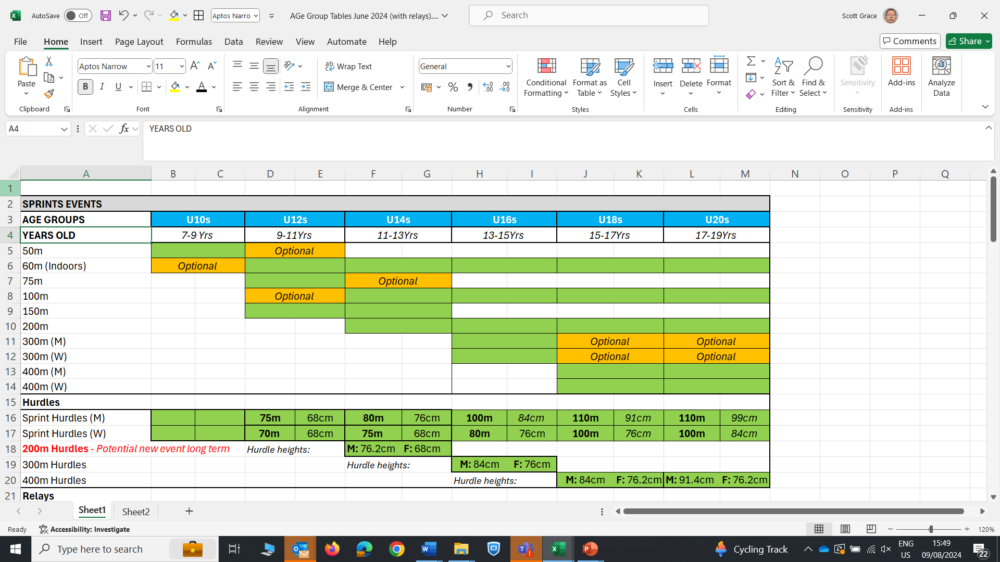 AutoSave Off Aptos Narro AGe Group Tables June 2024 (with relays).... Search Scott Grace
File Home Insert Page Layout Formulas Data Review View Automate Help Comments Share
Paste Aptos Narrow 11 Wrap Text General Conditional Formatting Format as Table Cell Styles Insert Delete Format Sort & Filter Find & Select Sensitivity Add-ins Analyze Data
B I U A Merge & Center % .00
Clipboard Font Alignment Number Styles Cells Editing Sensitivity Add-ins
A4 fx YEARS OLD
A B C D E F G H I J K L M N O P Q
1
2 SPRINTS EVENTS
3 AGE GROUPS U10s U12s U14s U16s U18s U20s
4 YEARS OLD 7-9 Yrs 9-11Yrs 11-13Yrs 13-15Yrs 15-17Yrs 17-19Yrs
5 50m Optional
6 60m (Indoors) Optional
7 75m Optional
8 100m Optional
9 150m
10 200m
11 300m (M) Optional Optional
12 300m (W) Optional Optional
13 400m (M)
14 400m (W)
15 Hurdles
16 Sprint Hurdles (M) 75m 68cm 80m 76cm 100m 84cm 110m 91cm 110m 99cm
17 Sprint Hurdles (W) 70m 68cm 75m 68cm 80m 76cm 100m 76cm 100m 84cm
18 200m Hurdles - Potential new event long term Hurdle heights: M: 76.2cm F: 68cm
19 300m Hurdles Hurdle heights: M: 84cm F: 76cm
20 400m Hurdles Hurdle heights: M: 84cm F: 76.2cm M: 91.4cm F: 76.2cm
21 Relays
Sheet1 Sheet2
Ready Accessibility: Investigate 120%
Type here to search Cycling Track ENG US 15:49 09/08/2024 22